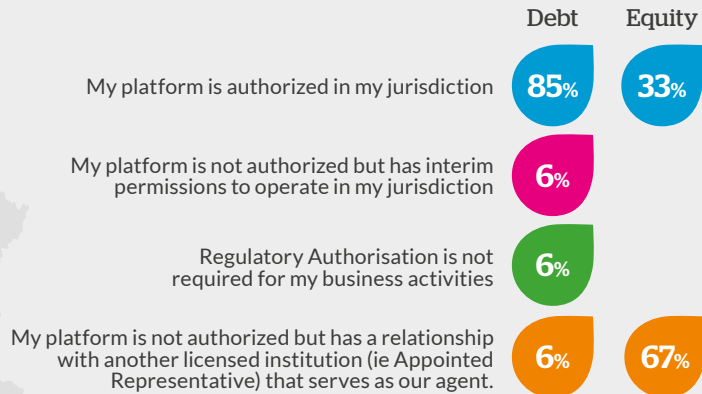 Debt Equity
My platform is authorized in my jurisdiction 85% 33%
My platform is not authorized but has interim
permissions to operate in my jurisdiction
6%
Regulatory Authorisation is not
required for my business activities
6%
My platform is not authorized but has a relationship
with another licensed institution (ie Appointed
Representative) that serves as our agent.
6% 67%